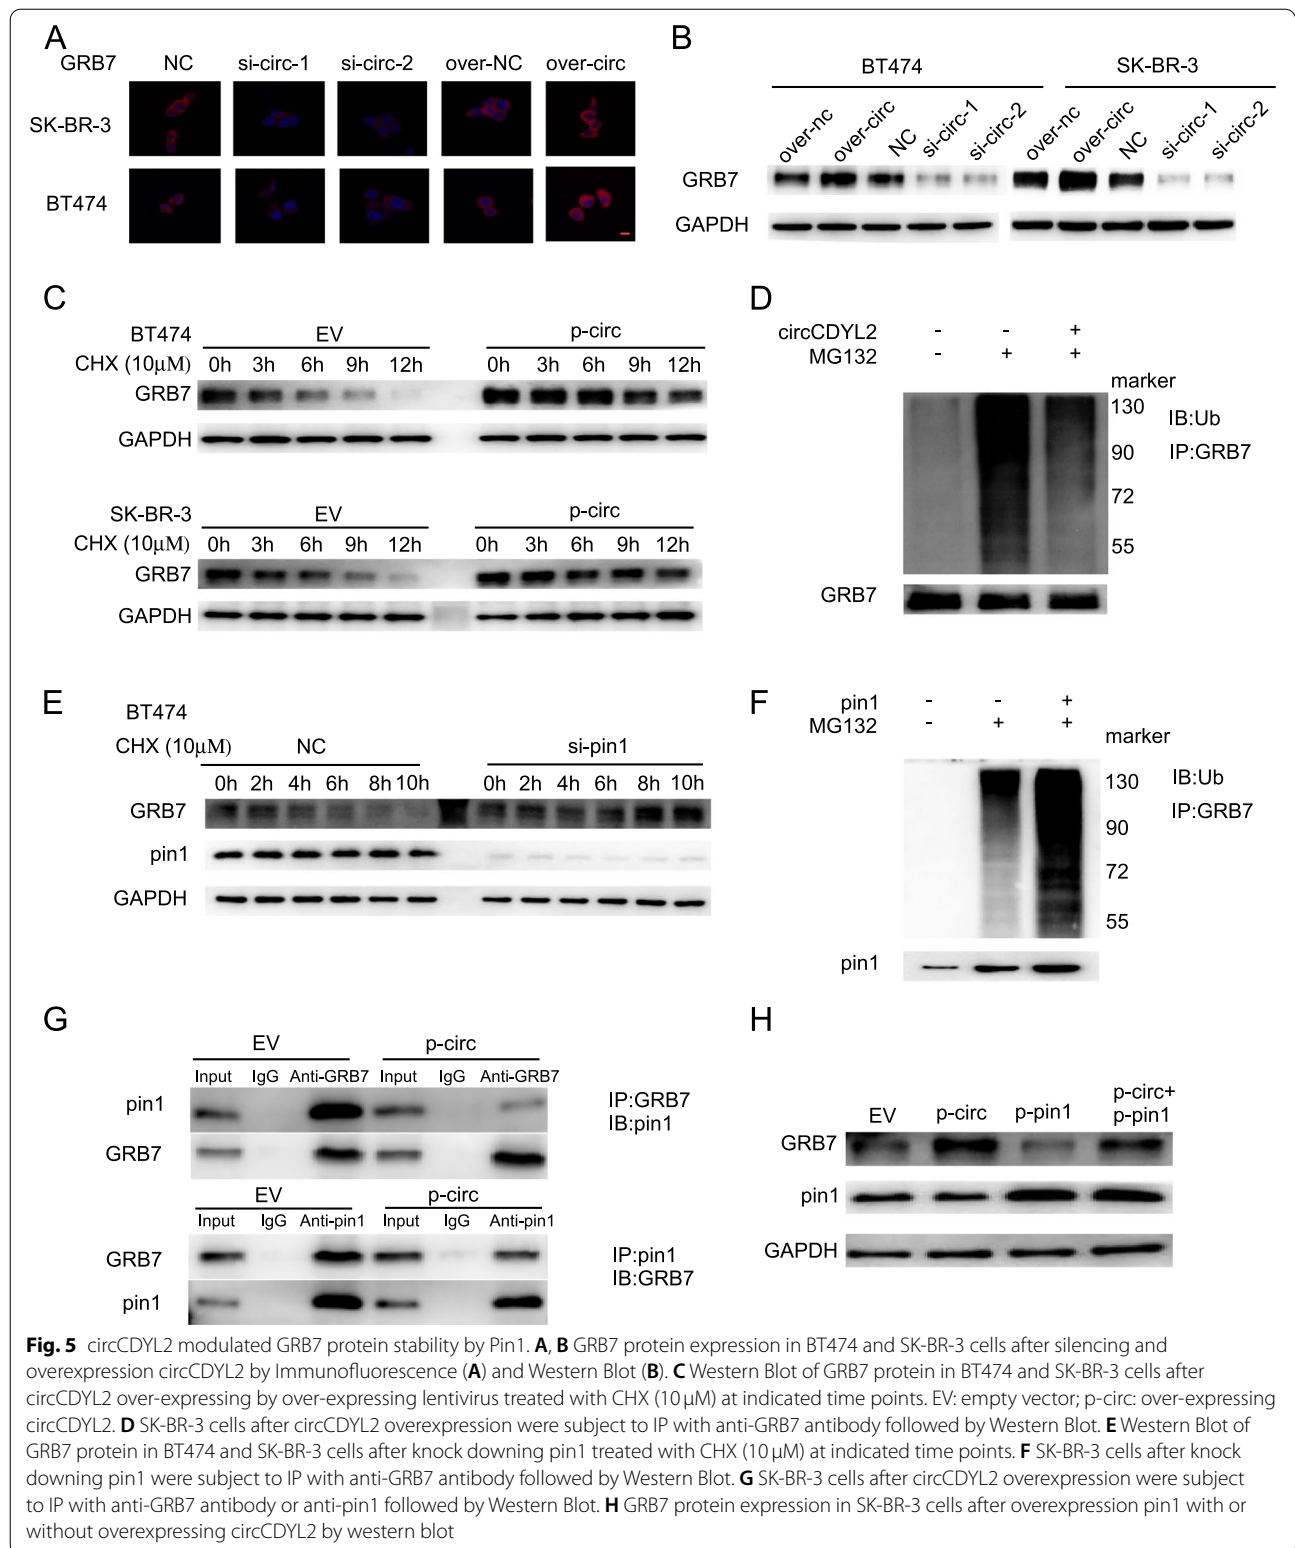 A
GRB7 NC si-circ-1 si-circ-2 over-NC over-circ
SK-BR-3
BT474
B
BT474 SK-BR-3
over-nc over-circ NC si-circ-1 si-circ-2 over-nc over-circ NC si-circ-1 si-circ-2
GRB7
GAPDH
C
BT474 EV p-circ
CHX (10μM) 0h 3h 6h 9h 12h 0h 3h 6h 9h 12h
GRB7
GAPDH
SK-BR-3 EV p-circ
CHX (10μM) 0h 3h 6h 9h 12h 0h 3h 6h 9h 12h
GRB7
GAPDH
D
circCDYL2 - - +
MG132 - + +
marker
130 IB:Ub
90 IP:GRB7
72
55
GRB7
E
BT474
CHX (10μM) NC si-pin1
0h 2h 4h 6h 8h 10h 0h 2h 4h 6h 8h 10h
GRB7
pin1
GAPDH
F
pin1 - - +
MG132 - + +
marker
130 IB:Ub
90 IP:GRB7
72
55
pin1
G
EV p-circ
Input IgG Anti-GRB7 Input IgG Anti-GRB7
pin1 IP:GRB7
IB:pin1
GRB7
EV p-circ
Input IgG Anti-pin1 Input IgG Anti-pin1
GRB7 IP:pin1
IB:GRB7
pin1
H
EV p-circ p-pin1 p-circ+
p-pin1
GRB7
pin1
GAPDH
Fig. 5 circCDYL2 modulated GRB7 protein stability by Pin1. A, B GRB7 protein expression in BT474 and SK-BR-3 cells after silencing and
overexpression circCDYL2 by Immunofluorescence (A) and Western Blot (B). C Western Blot of GRB7 protein in BT474 and SK-BR-3 cells after
circCDYL2 over-expressing by over-expressing lentivirus treated with CHX (10 μM) at indicated time points. EV: empty vector; p-circ: over-expressing
circCDYL2. D SK-BR-3 cells after circCDYL2 overexpression were subject to IP with anti-GRB7 antibody followed by Western Blot. E Western Blot of
GRB7 protein in BT474 and SK-BR-3 cells after knock downing pin1 treated with CHX (10 μM) at indicated time points. F SK-BR-3 cells after knock
downing pin1 were subject to IP with anti-GRB7 antibody followed by Western Blot. G SK-BR-3 cells after circCDYL2 overexpression were subject
to IP with anti-GRB7 antibody or anti-pin1 followed by Western Blot. H GRB7 protein expression in SK-BR-3 cells after overexpression pin1 with or
without overexpressing circCDYL2 by western blot